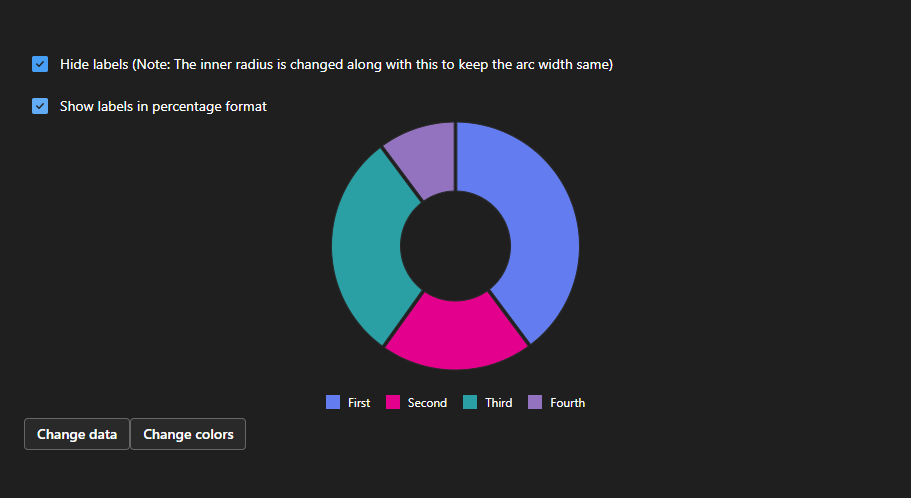 Hide labels (Note: The inner radius is changed along with this to keep the arc width same)
Show labels in percentage format
First Second Third Fourth
Change data Change colors